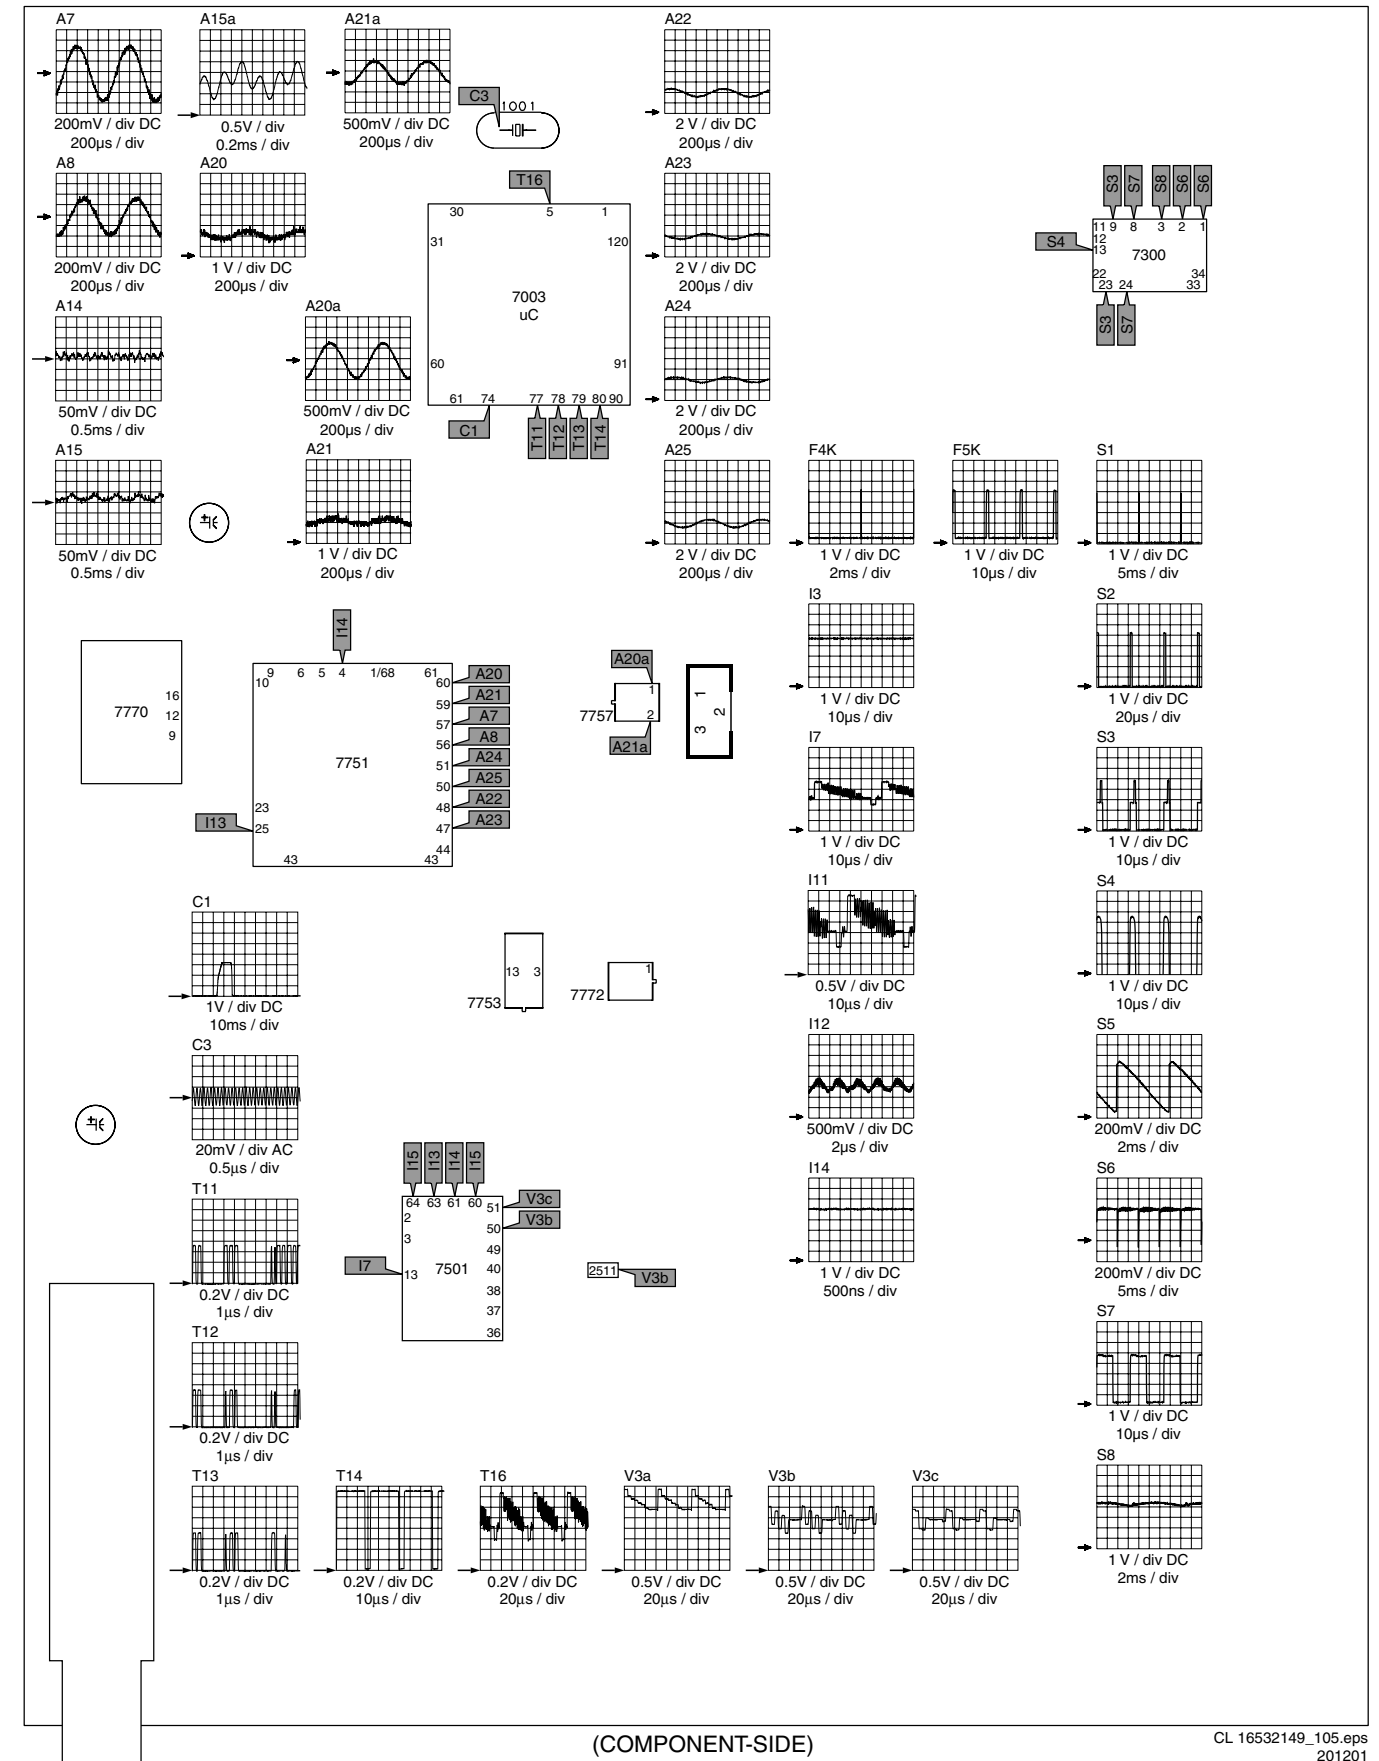 A7
200mV / div DC
200µs / div
A15a
0.5V / div
0.2ms / div
A21a
500mV / div DC
200µs / div
C3
1001
A22
2 V / div DC
200µs / div
A8
200mV / div DC
200µs / div
A20
1 V / div DC
200µs / div
T16
30 5 1
31 120
7003
uC
60 91
61 74 77 78 79 80 90
C1
T11
T12
T13
T14
A23
2 V / div DC
200µs / div
S3
S7
S8
S6
S6
S4
11 9 8 3 2 1
12
13
7300
22 34
23 24 33
S3
S7
A14
50mV / div DC
0.5ms / div
A20a
500mV / div DC
200µs / div
A24
2 V / div DC
200µs / div
A15
50mV / div DC
0.5ms / div
A21
1 V / div DC
200µs / div
A25
2 V / div DC
200µs / div
F4K
1 V / div DC
2ms / div
F5K
1 V / div DC
10µs / div
S1
1 V / div DC
5ms / div
7770
16
12
9
I14
9 6 5 4 1/68 61
10 60
59
57
56
51
50
48
47
44
7751
23
25
43 43
I13
A20
A21
A7
A8
A24
A25
A22
A23
A20a
1
7757
2
A21a
1
2
3
I3
1 V / div DC
10µs / div
S2
1 V / div DC
20µs / div
I7
1 V / div DC
10µs / div
S3
1 V / div DC
10µs / div
C1
1V / div DC
10ms / div
13 3
7753
1
7772
I11
0.5V / div DC
10µs / div
S4
1 V / div DC
10µs / div
C3
20mV / div AC
0.5µs / div
I12
500mV / div DC
2µs / div
S5
200mV / div DC
2ms / div
I15
I13
I14
I15
64 63 61 60
51
V3c
50
V3b
2
3
49
I7
13
7501
40
38
37
36
2511
V3b
I14
1 V / div DC
500ns / div
S6
200mV / div DC
5ms / div
T11
0.2V / div DC
1µs / div
T12
0.2V / div DC
1µs / div
S7
1 V / div DC
10µs / div
T13
0.2V / div DC
1µs / div
T14
0.2V / div DC
10µs / div
T16
0.2V / div DC
20µs / div
V3a
0.5V / div DC
20µs / div
V3b
0.5V / div DC
20µs / div
V3c
0.5V / div DC
20µs / div
S8
1 V / div DC
2ms / div
(COMPONENT-SIDE)
CL 16532149_105.eps
201201